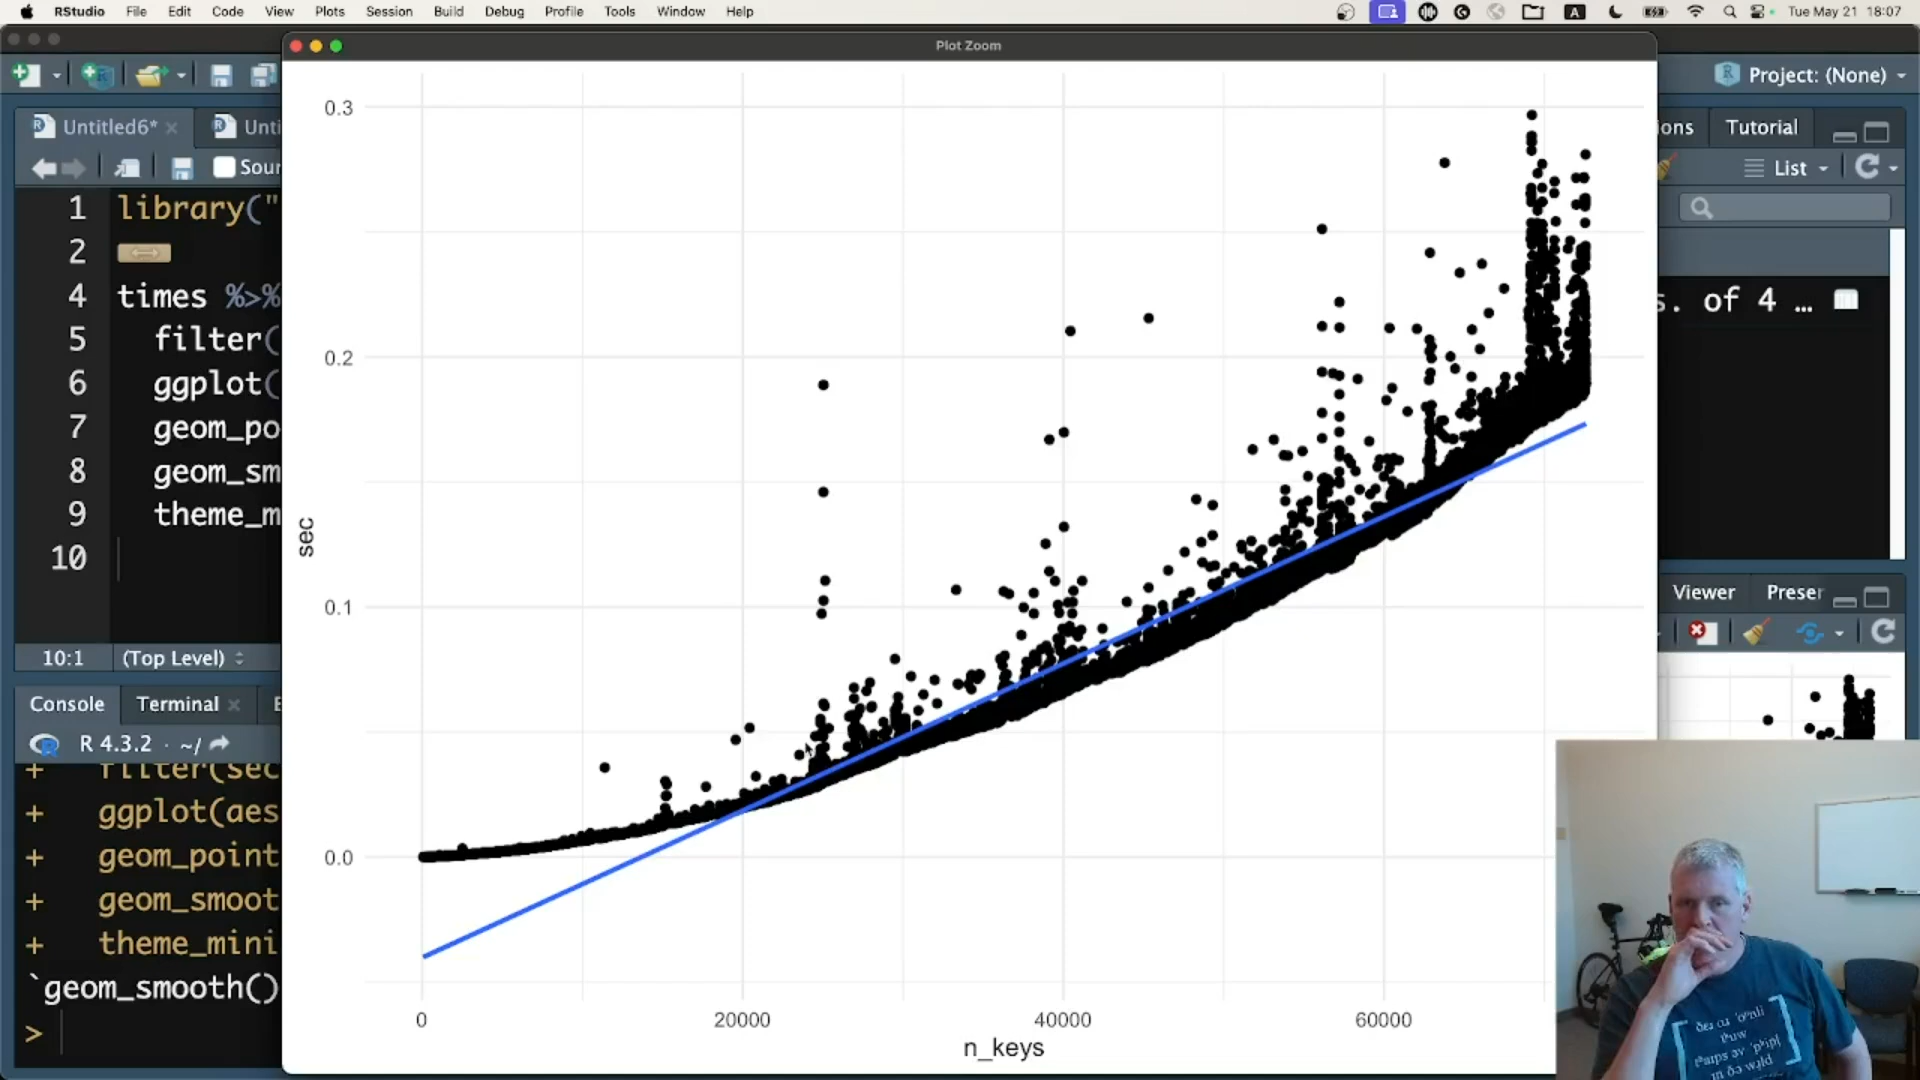 RStudio File Edit Code View Plots Session Build Debug Profile Tools Window Help
A Tue May 21 18:07
Plot Zoom
Project: (None)
Untitled6* Unti
ons Tutorial
Sour
List
1 library("
2
4 times %>%
5 filter(
6 ggplot(
7 geom_po
8 geom_sm
9 theme_m
10
10:1 (Top Level)
s. of 4 …
Viewer Preser
Console Terminal E
R 4.3.2 · ~/
+ filter(sec
+ ggplot(aes
+ geom_point
+ geom_smoot
+ theme_mini
`geom_smooth()
>
0.3
0.2
0.1
0.0
sec
0 20000 40000 60000
n_keys